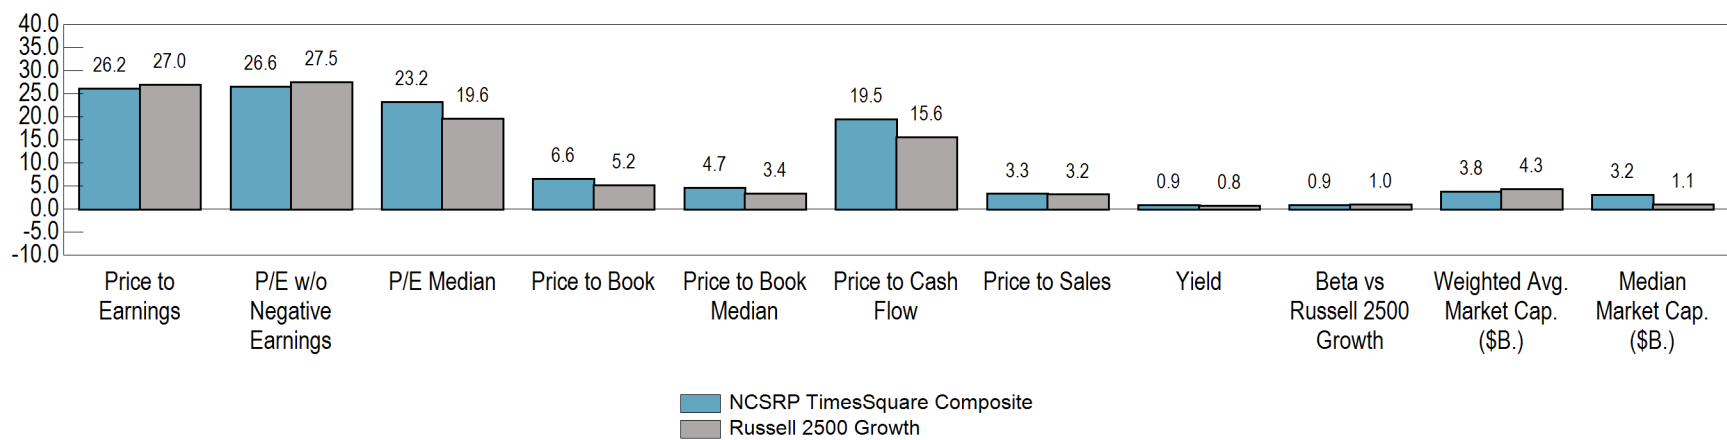 40.0
35.0
30.0
25.0
20.0
15.0
10.0
5.0
0.0
-5.0
-10.0
26.2 27.0 26.6 27.5 23.2 19.6 6.6 5.2 4.7 3.4 19.5 15.6 3.3 3.2 0.9 0.8 0.9 1.0 3.8 4.3 3.2 1.1
Price to
Earnings
P/E w/o
Negative
Earnings
P/E Median
Price to Book
Price to Book
Median
Price to Cash
Flow
Price to Sales
Yield
Beta vs
Russell 2500
Growth
Weighted Avg.
Market Cap.
($B.)
Median
Market Cap.
($B.)
NCSRP TimesSquare Composite
Russell 2500 Growth